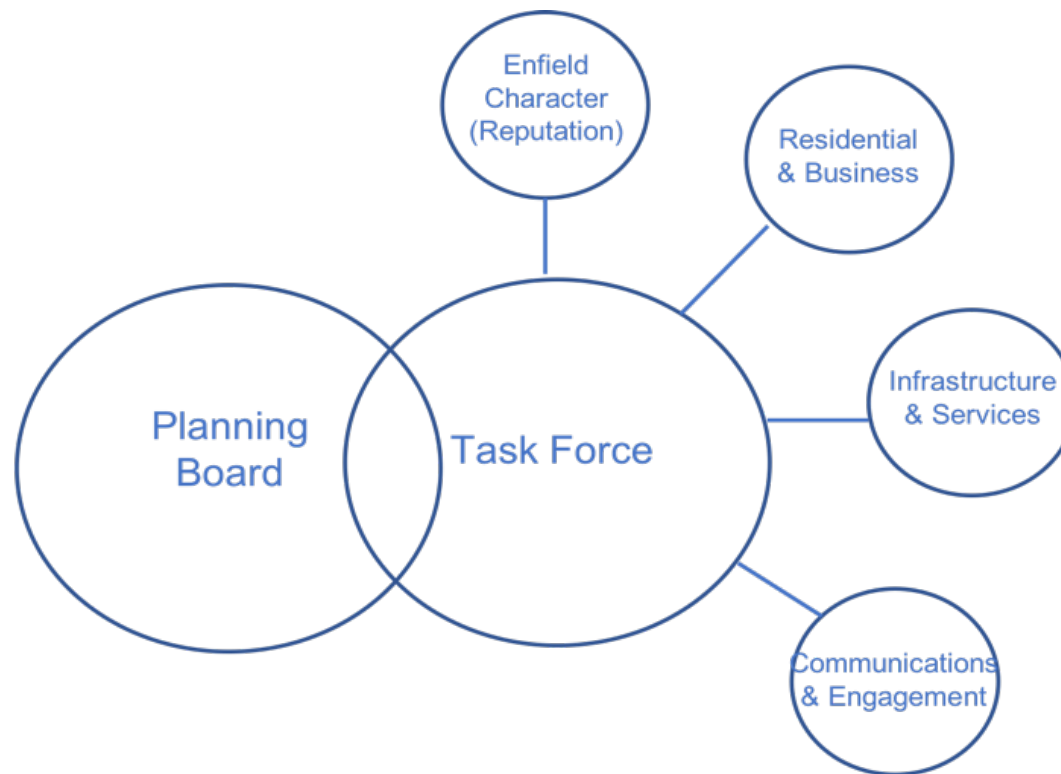 Enfield
Character
(Reputation)
Residential
& Business
Infrastructure
& Services
Planning
Board
Task Force
Communications
& Engagement